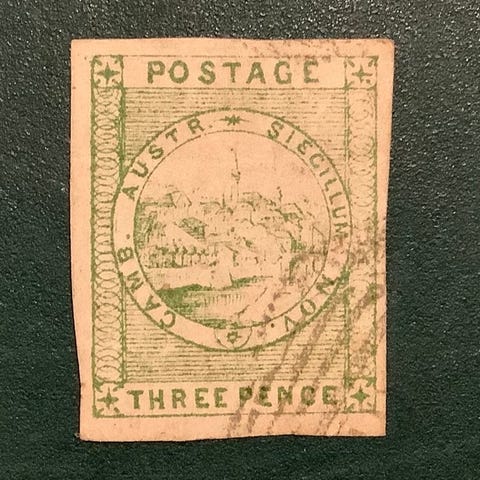 POSTAGE
CAMB. AUSTR. * SIGILLUM NOV.
THREE PENCE